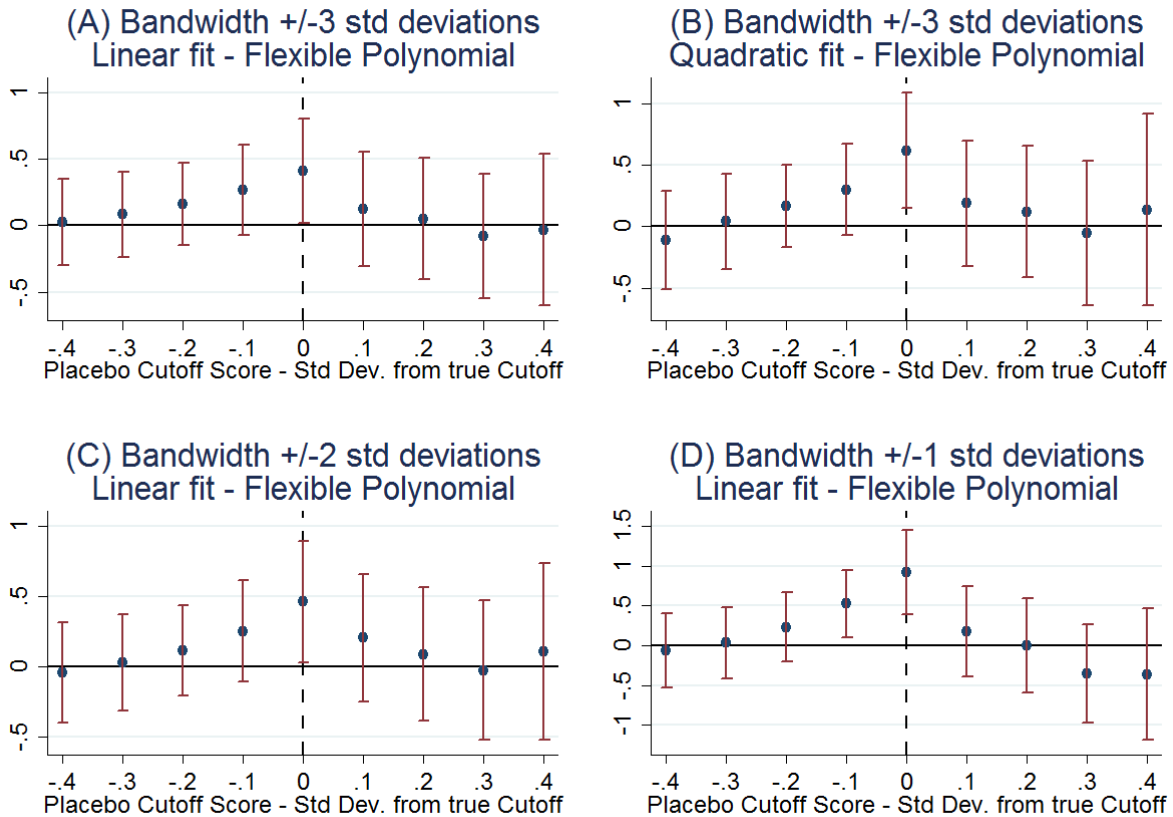 (A) Bandwidth +/-3 std deviations
Linear fit - Flexible Polynomial
1
.5
0
-.5
-.4 -.3 -.2 -.1 0 .1 .2 .3 .4
Placebo Cutoff Score - Std Dev. from true Cutoff
(B) Bandwidth +/-3 std deviations
Quadratic fit - Flexible Polynomial
1
.5
0
-.5
-.4 -.3 -.2 -.1 0 .1 .2 .3 .4
Placebo Cutoff Score - Std Dev. from true Cutoff
(C) Bandwidth +/-2 std deviations
Linear fit - Flexible Polynomial
1
.5
0
-.5
-.4 -.3 -.2 -.1 0 .1 .2 .3 .4
Placebo Cutoff Score - Std Dev. from true Cutoff
(D) Bandwidth +/-1 std deviations
Linear fit - Flexible Polynomial
1.5
1
.5
0
-.5
-1
-.4 -.3 -.2 -.1 0 .1 .2 .3 .4
Placebo Cutoff Score - Std Dev. from true Cutoff